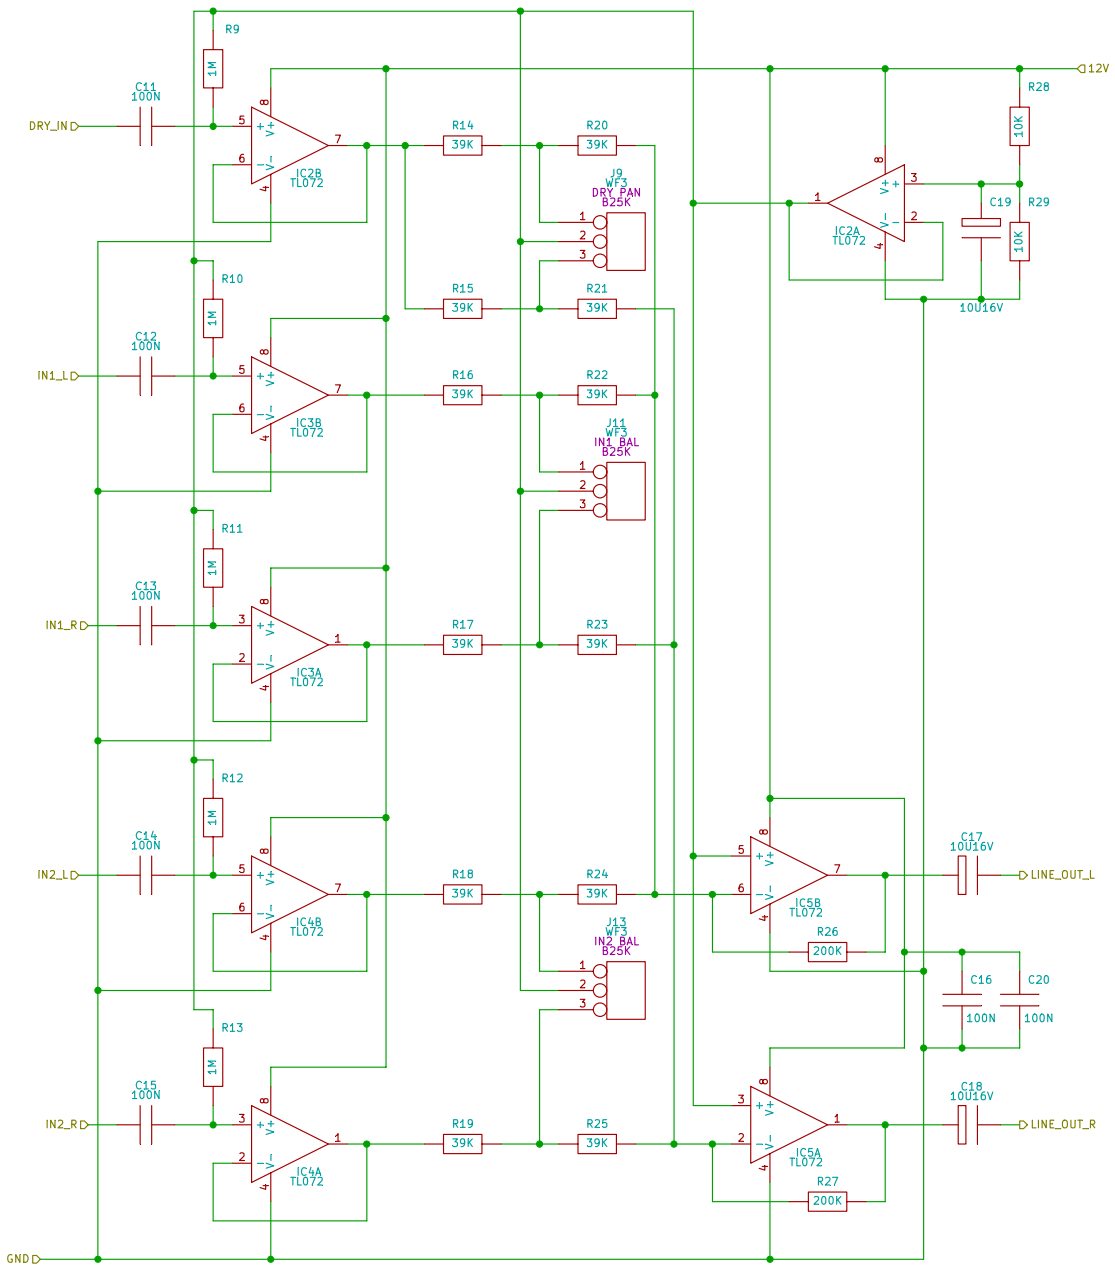 R9
1M
C11
100N
DRY_IN
5
6
7
8
4
+
-
V+
V-
IC2B
TL072
R14
39K
R20
39K
J9
WF3
DRY PAN
B25K
1
2
3
R15
39K
R21
39K
12V
R28
10K
8
3
2
1
4
+
-
V+
V-
IC2A
TL072
C19
10U16V
R29
10K
R10
1M
C12
100N
IN1_L
5
6
7
8
4
+
-
V+
V-
IC3B
TL072
R16
39K
R22
39K
J11
WF3
IN1 BAL
B25K
1
2
3
R11
1M
C13
100N
IN1_R
3
2
1
8
4
+
-
V+
V-
IC3A
TL072
R17
39K
R23
39K
R12
1M
C14
100N
IN2_L
5
6
7
8
4
+
-
V+
V-
IC4B
TL072
R18
39K
R24
39K
J13
WF3
IN2 BAL
B25K
1
2
3
8
5
6
7
4
+
-
V+
V-
IC5B
TL072
R26
200K
C17
10U16V
LINE_OUT_L
C16
100N
C20
100N
R13
1M
C15
100N
IN2_R
3
2
1
8
4
+
-
V+
V-
IC4A
TL072
R19
39K
R25
39K
8
3
2
1
4
+
-
V+
V-
IC5A
TL072
R27
200K
C18
10U16V
LINE_OUT_R
GND